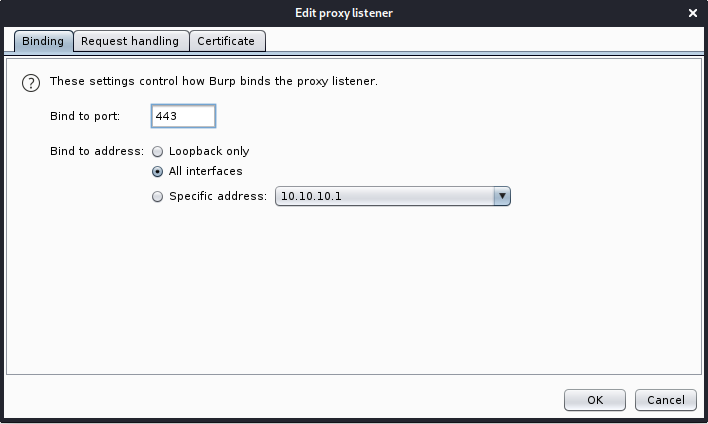 Edit proxy listener
Binding
Request handling
Certificate
These settings control how Burp binds the proxy listener.
Bind to port: 443
Bind to address: Loopback only
All interfaces
Specific address: 10.10.10.1
OK
Cancel